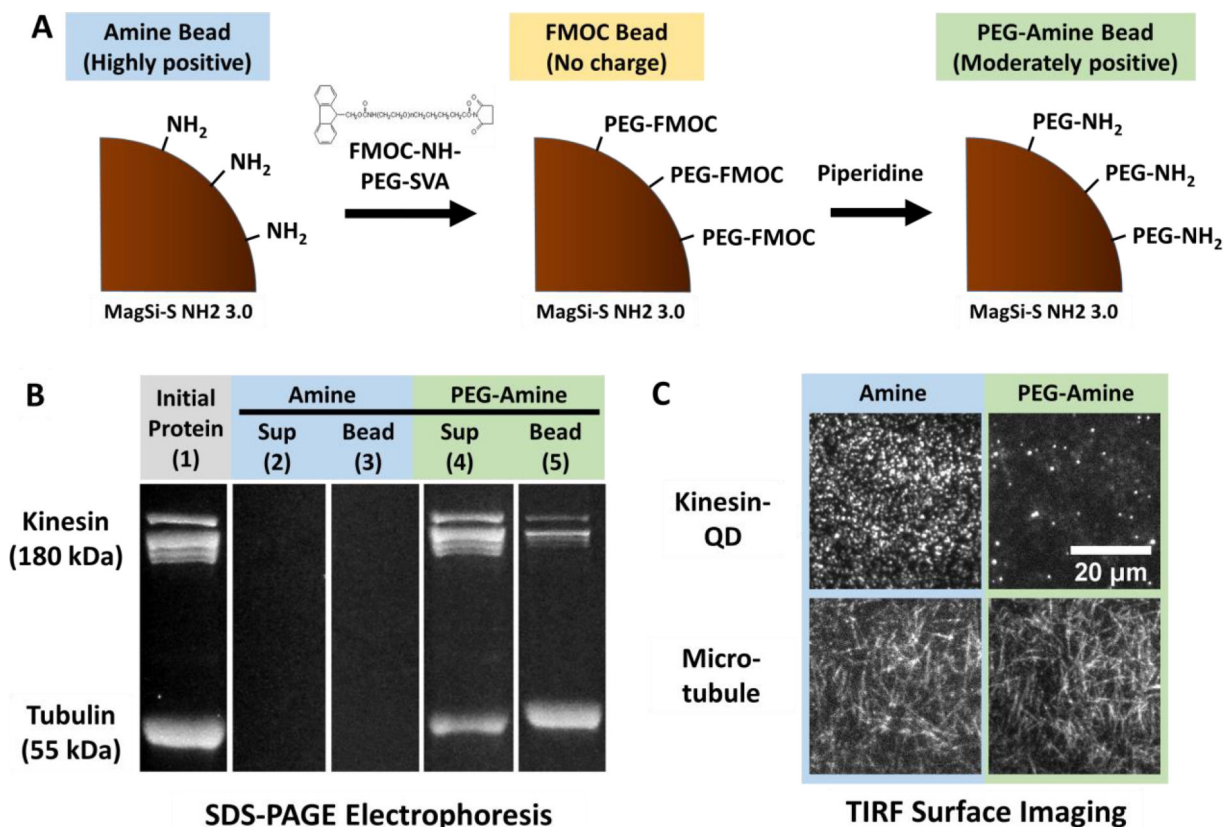 A
Amine Bead
(Highly positive)
FMOC Bead
(No charge)
PEG-Amine Bead
(Moderately positive)
NH2
NH2
NH2
MagSi-S NH2 3.0
FMOC-NH-
PEG-SVA
PEG-FMOC
PEG-FMOC
PEG-FMOC
MagSi-S NH2 3.0
Piperidine
PEG-NH2
PEG-NH2
PEG-NH2
MagSi-S NH2 3.0
B
Initial
Protein
(1)
Amine
PEG-Amine
Sup
(2)
Bead
(3)
Sup
(4)
Bead
(5)
Kinesin
(180 kDa)
Tubulin
(55 kDa)
SDS-PAGE Electrophoresis
C
Amine
PEG-Amine
Kinesin-
QD
20 µm
Micro-
tubule
TIRF Surface Imaging